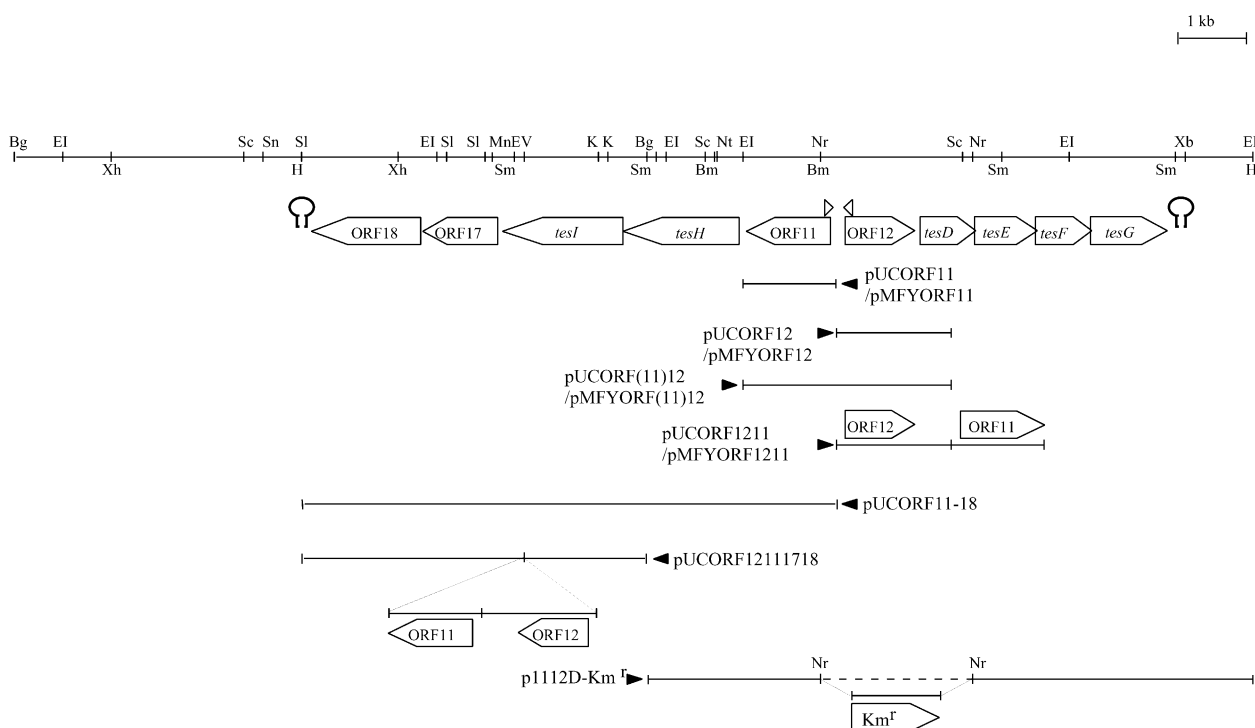 1 kb
Bg EI Sc Sn Sl EI Sl Sl Mn EV K K Bg EI Sc Nt EI Nr Sc Nr EI Xb EI
Xh H Xh Sm Sm Bm Bm Sm Sm H
ORF18 ORF17 tesI tesH ORF11 ORF12 tesD tesE tesF tesG
pUCORF11
/pMFYORF11
pUCORF12
/pMFYORF12
pUCORF(11)12
/pMFYORF(11)12
ORF12 ORF11
pUCORF1211
/pMFYORF1211
pUCORF11-18
pUCORF12111718
ORF11 ORF12
Nr Nr
p1112D-Km r
Kmr